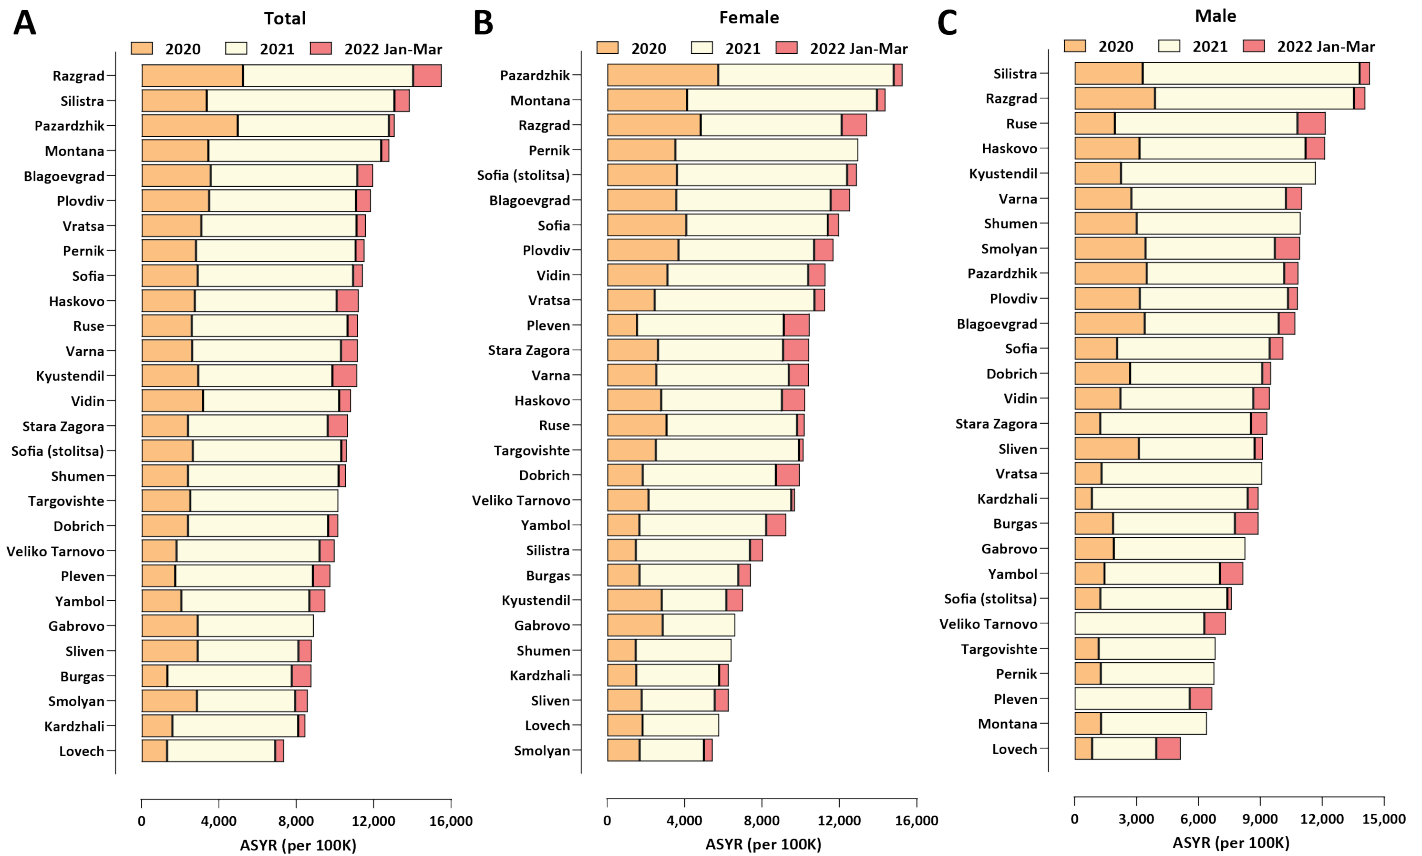 A
Total
2020
2021
2022 Jan-Mar
Razgrad
Silistra
Pazardzhik
Montana
Blagoevgrad
Plovdiv
Vratsa
Pernik
Sofia
Haskovo
Ruse
Varna
Kyustendil
Vidin
Stara Zagora
Sofia (stolitsa)
Shumen
Targovishte
Dobrich
Veliko Tarnovo
Pleven
Yambol
Gabrovo
Sliven
Burgas
Smolyan
Kardzhali
Lovech
0 4,000 8,000 12,000 16,000
ASYR (per 100K)
B
Female
2020
2021
2022 Jan-Mar
Pazardzhik
Montana
Razgrad
Pernik
Sofia (stolitsa)
Blagoevgrad
Sofia
Plovdiv
Vidin
Vratsa
Pleven
Stara Zagora
Varna
Haskovo
Ruse
Targovishte
Dobrich
Veliko Tarnovo
Yambol
Silistra
Burgas
Kyustendil
Gabrovo
Shumen
Kardzhali
Sliven
Lovech
Smolyan
0 4,000 8,000 12,000 16,000
ASYR (per 100K)
C
Male
2020
2021
2022 Jan-Mar
Silistra
Razgrad
Ruse
Haskovo
Kyustendil
Varna
Shumen
Smolyan
Pazardzhik
Plovdiv
Blagoevgrad
Sofia
Dobrich
Vidin
Stara Zagora
Sliven
Vratsa
Kardzhali
Burgas
Gabrovo
Yambol
Sofia (stolitsa)
Veliko Tarnovo
Targovishte
Pernik
Pleven
Montana
Lovech
0 3,000 6,000 9,000 12,000 15,000
ASYR (per 100K)